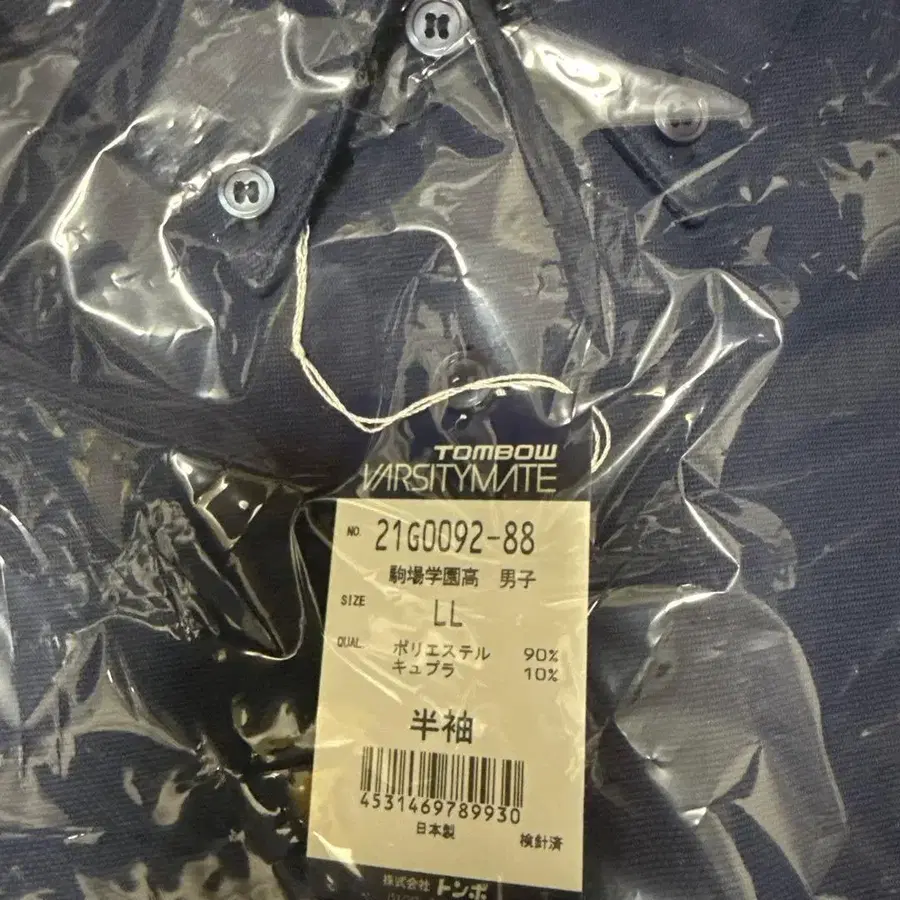 TOMBOW
VARSITYMATE
NO. 21G0092-88
駒場学園高 男子
SIZE LL
QUAL ポリエステル 90%
キュプラ 10%
半袖
4531469789930
日本製
検針済
株式会社 トンボ